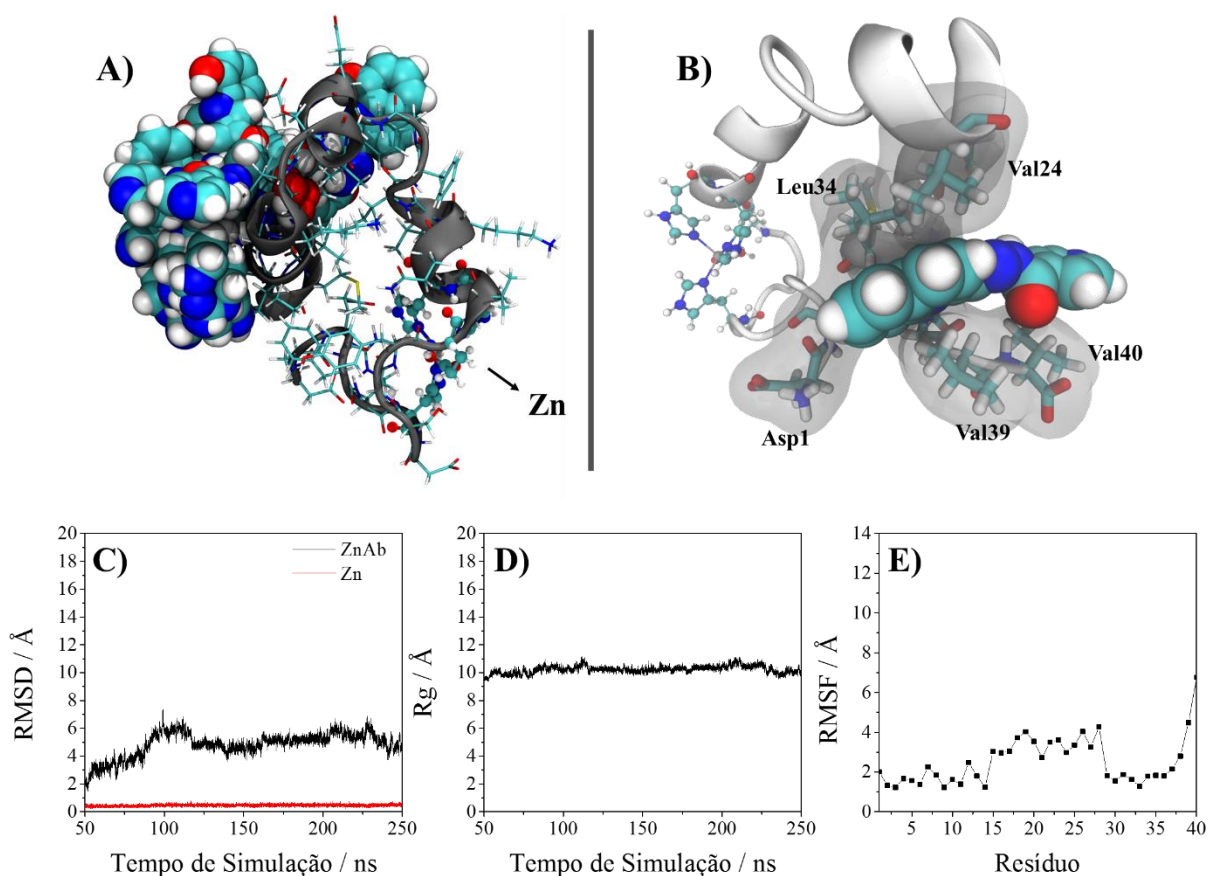 A)
Zn
B)
Leu34
Val24
Val40
Val39
Asp1
C)
ZnAb
Zn
RMSD / Å
20
18
16
14
12
10
8
6
4
2
0
50 100 150 200 250
Tempo de Simulação / ns
D)
Rg / Å
20
18
16
14
12
10
8
6
4
2
0
50 100 150 200 250
Tempo de Simulação / ns
E)
RMSF / Å
14
12
10
8
6
4
2
0
5 10 15 20 25 30 35 40
Resíduo